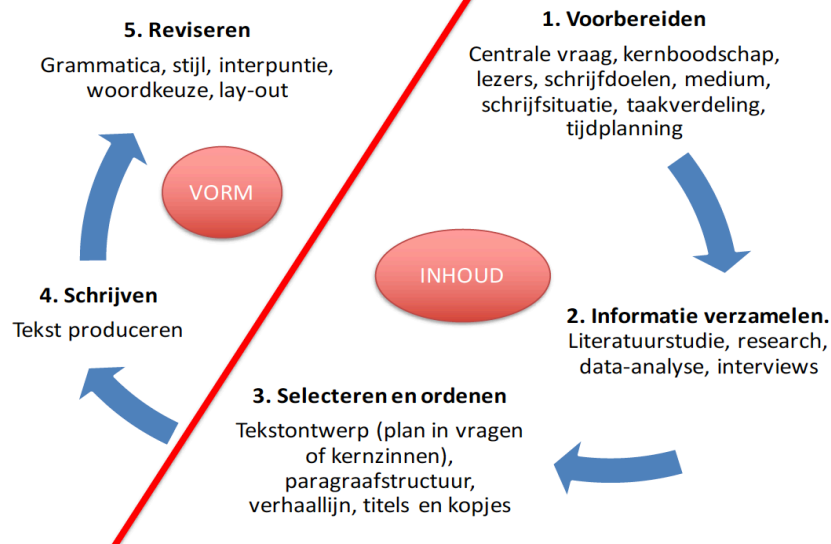 1. Voorbereiden
Centrale vraag, kernboodschap,
lezers, schrijfdoelen, medium,
schrijfsituatie, taakverdeling,
tijdplanning
INHOUD
2. Informatie verzamelen.
Literatuurstudie, research,
data-analyse, interviews
3. Selecteren en ordenen
Tekstontwerp (plan in vragen
of kernzinnen),
paragraafstructuur,
verhaallijn, titels en kopjes
4. Schrijven
Tekst produceren
VORM
5. Reviseren
Grammatica, stijl, interpuntie,
woordkeuze, lay-out